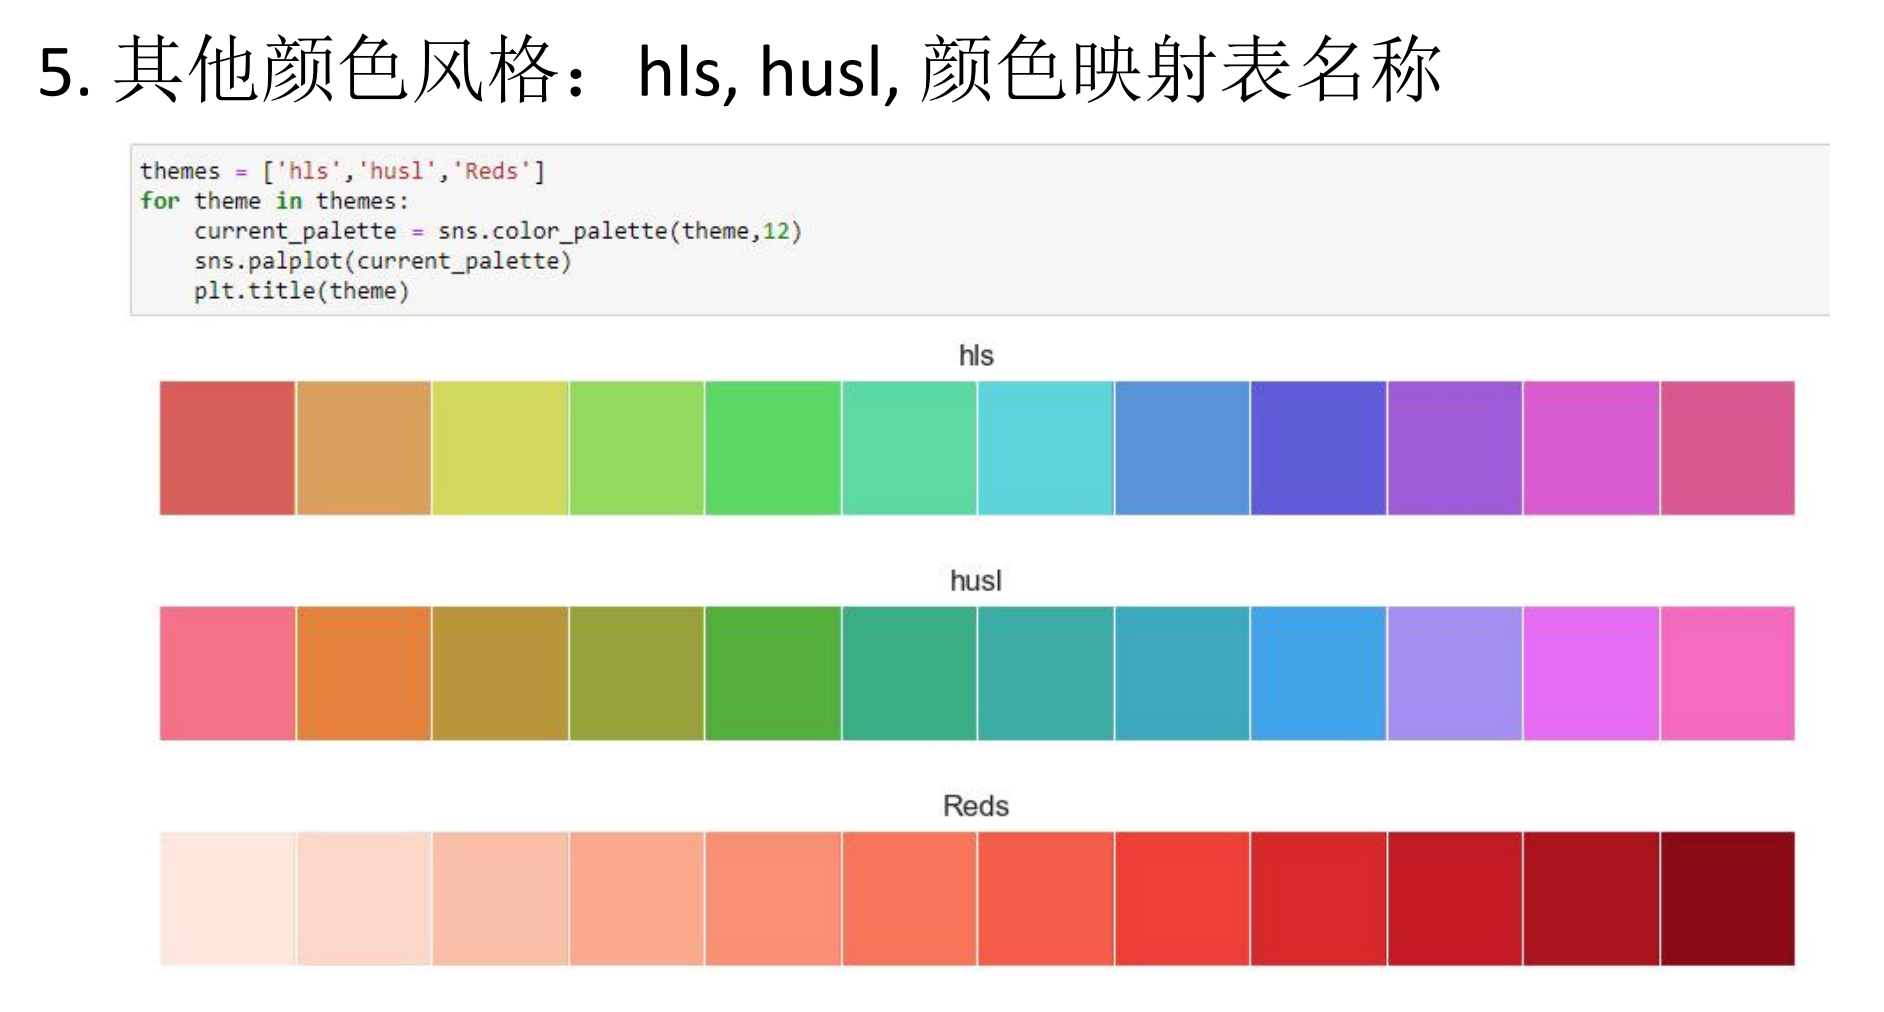 5. 其他颜色风格：hls, husl, 颜色映射表名称
themes = ['hls','husl','Reds']
for theme in themes:
    current_palette = sns.color_palette(theme,12)
    sns.palplot(current_palette)
    plt.title(theme)
hls
husl
Reds